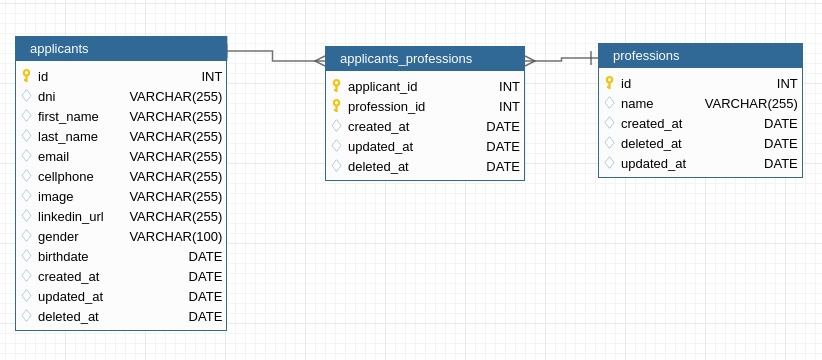 applicants
id INT
dni VARCHAR(255)
first_name VARCHAR(255)
last_name VARCHAR(255)
email VARCHAR(255)
cellphone VARCHAR(255)
image VARCHAR(255)
linkedin_url VARCHAR(255)
gender VARCHAR(100)
birthdate DATE
created_at DATE
updated_at DATE
deleted_at DATE
applicants_professions
applicant_id INT
profession_id INT
created_at DATE
updated_at DATE
deleted_at DATE
professions
id INT
name VARCHAR(255)
created_at DATE
deleted_at DATE
updated_at DATE